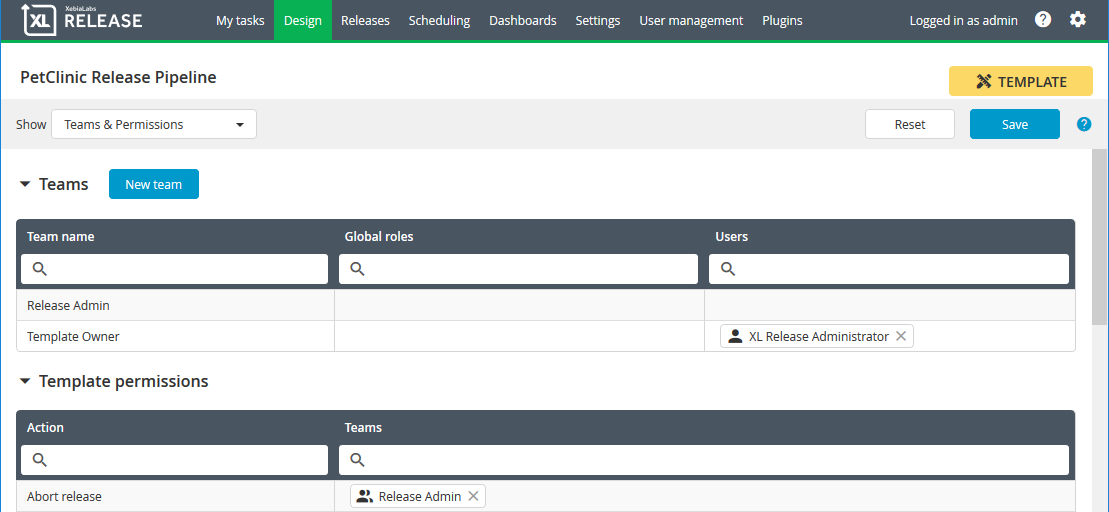 XebiaLabs
XL RELEASE My tasks Design Releases Scheduling Dashboards Settings User management Plugins Logged in as admin ?
PetClinic Release Pipeline
TEMPLATE
Show Teams & Permissions Reset Save ?
Teams New team
Team name Global roles Users
Release Admin
Template Owner XL Release Administrator
Template permissions
Action Teams
Abort release Release Admin